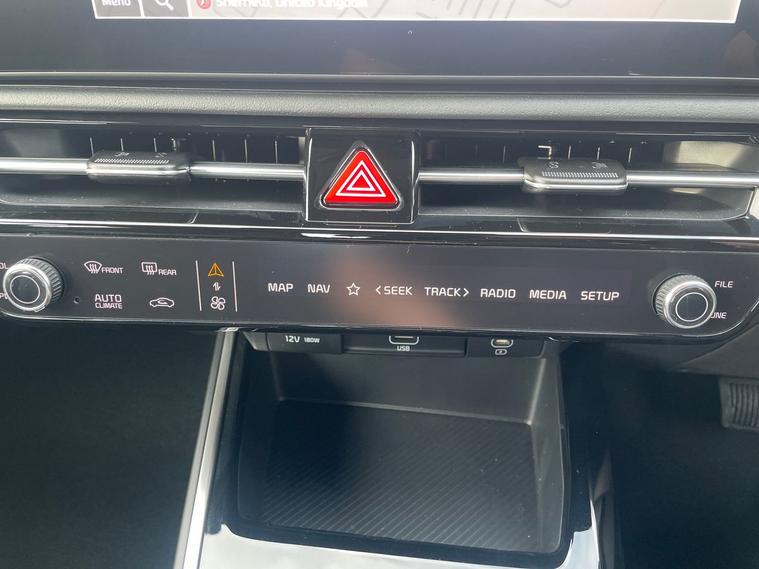 Menu
Sheffield, United Kingdom
FRONT
REAR
AUTO
CLIMATE
MAP
NAV
< SEEK
TRACK >
RADIO
MEDIA
SETUP
FILE
12V 180W
USB